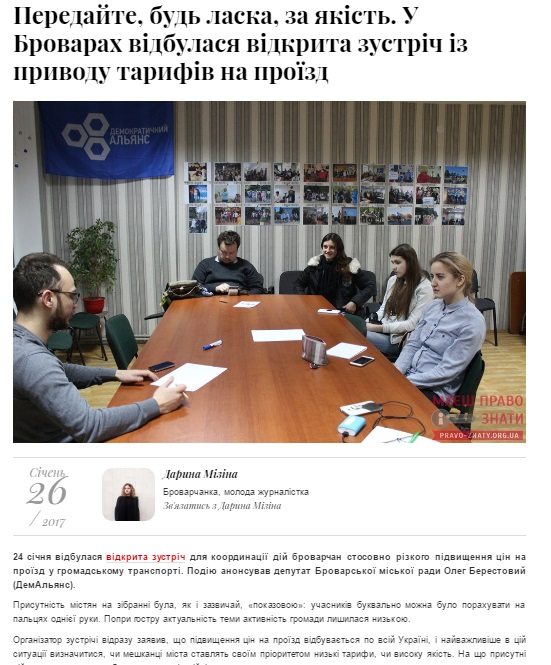 Передайте, будь ласка, за якість. У
Броварах відбулася відкрита зустріч із
приводу тарифів на проїзд
ДЕМОКРАТИЧНИЙ
АЛЬЯНС
МАЄШ ПРАВО
ЗНАТИ
PRAVO-ZNATY.ORG.UA
Січень
26
/ 2017
Дарина Мізіна
Броварчанка, молода журналістка
Зв'язатись з Дарина Мізіна
24 січня відбулася відкрита зустріч для координації дій броварчан стосовно різкого підвищення цін на
проїзд у громадському транспорті. Подію анонсував депутат Броварської міської ради Олег Берестовий
(ДемАльянс).
Присутність містян на зібранні була, як і зазвичай, «показовою»: учасників буквально можна було порахувати на
пальцях однієї руки. Попри гостру актуальність теми активність громади лишилася низькою.
Організатор зустрічі відразу заявив, що підвищення цін на проїзд відбувається по всій Україні, і найважливіше в цій
ситуації визначитися, чи мешканці міста ставлять своїм пріоритетом низькі тарифи, чи високу якість. На що присутні